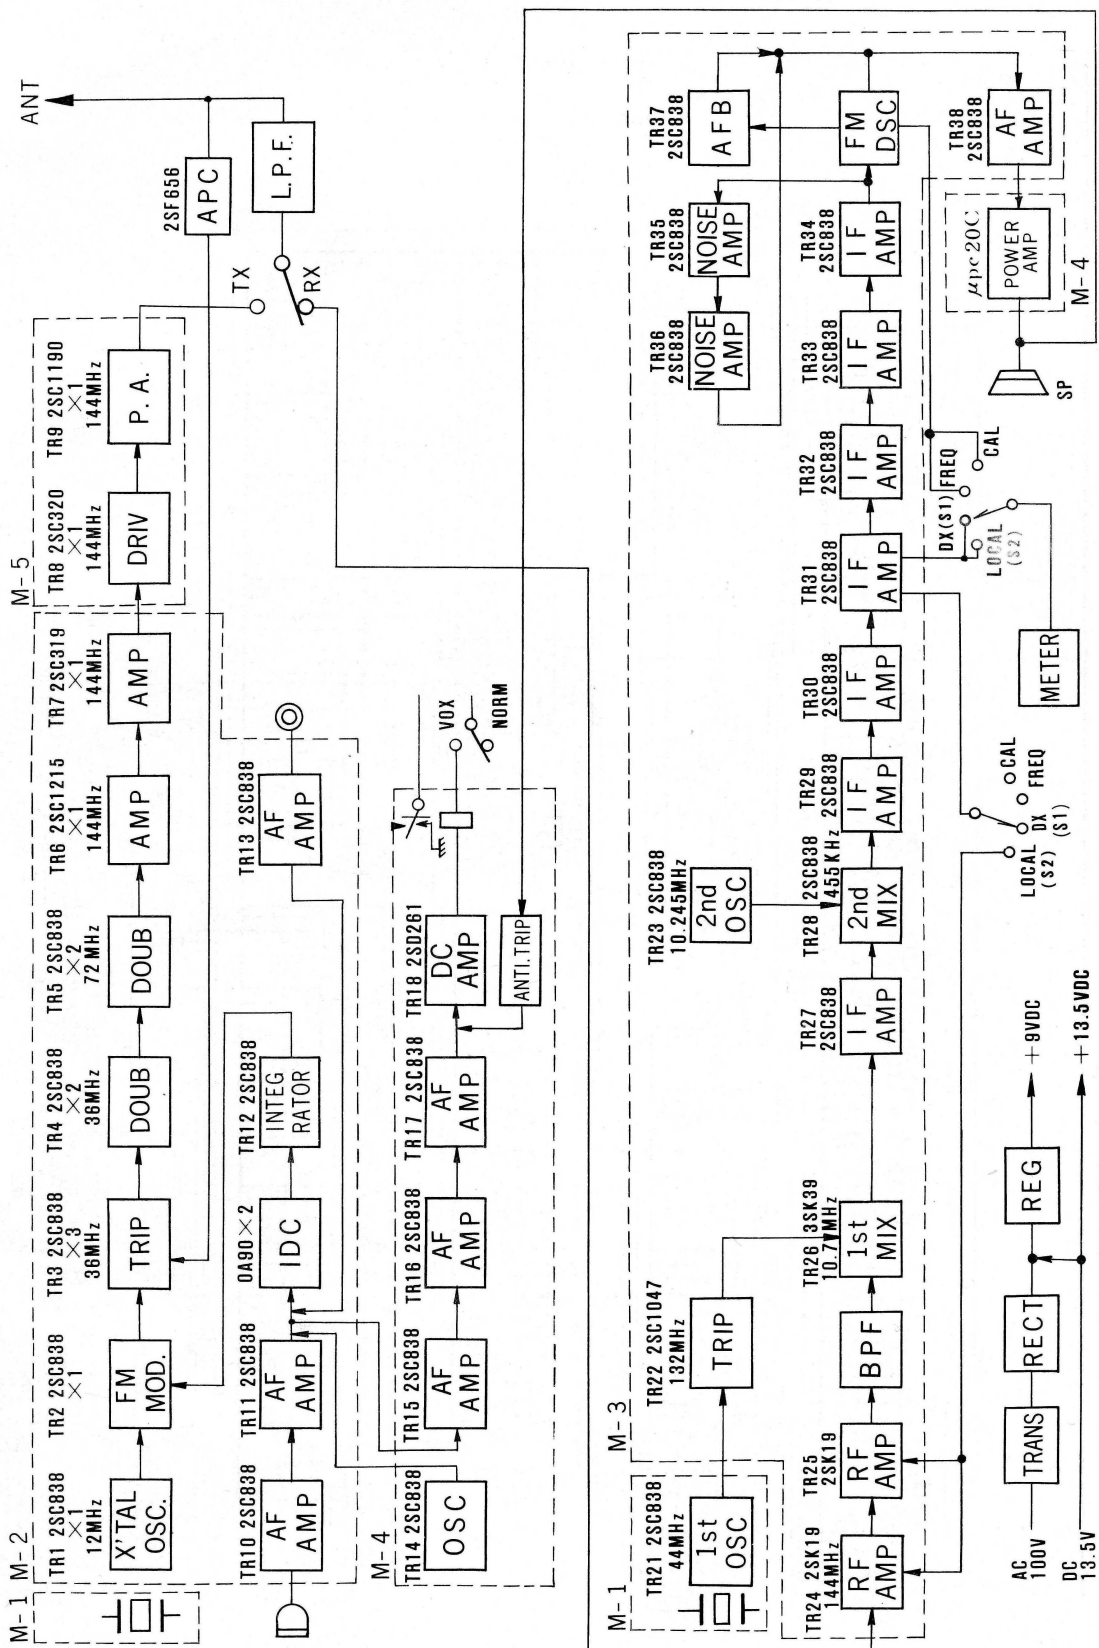 M-1
M-2
TR1 2SC838
×1
12MHz
X'TAL
OSC.
TR2 2SC838
×1
FM
MOD.
TR3 2SC838
×3
36MHz
TRIP
TR4 2SC838
×2
36MHz
DOUB
TR5 2SC838
×2
72MHz
DOUB
TR6 2SC1215
×1
144MHz
AMP
TR7 2SC319
×1
144MHz
AMP
M-5
TR8 2SC320
×1
144MHz
DRIV
TR9 2SC1190
×1
144MHz
P.A.
ANT
2SF656
APC
L.P.F.
TX
RX
TR10 2SC838
AF
AMP
TR11 2SC838
AF
AMP
OA90×2
IDC
TR12 2SC838
INTEG
RATOR
TR13 2SC838
AF
AMP
M-4
TR14 2SC838
OSC
TR15 2SC838
AF
AMP
TR16 2SC838
AF
AMP
TR17 2SC838
AF
AMP
TR18 2SD261
DC
AMP
ANTI.TRIP
VOX
NORM
M-1
TR21 2SC838
44MHz
1st
OSC
M-3
TR22 2SC1047
132MHz
TRIP
TR23 2SC838
10.245MHz
2nd
OSC
TR36
2SC838
NOISE
AMP
TR35
2SC838
NOISE
AMP
TR37
2SC838
AFB
TR24 2SK19
144MHz
RF
AMP
TR25
2SK19
RF
AMP
BPF
TR26 3SK39
10.7MHz
1st
MIX
TR27
2SC838
IF
AMP
TR28 2SC838
455KHz
2nd
MIX
TR29
2SC838
IF
AMP
TR30
2SC838
IF
AMP
TR31
2SC838
IF
AMP
TR32
2SC838
IF
AMP
TR33
2SC838
IF
AMP
TR34
2SC838
IF
AMP
FM
DSC
TR38
2SC838
AF
AMP
μpc20C
POWER
AMP
M-4
SP
DX(S1)
FREQ
CAL
LOCAL
(S2)
METER
LOCAL
(S2)
DX
(S1)
FREQ
CAL
AC
100V
TRANS
RECT
REG
+9VDC
DC
13.5V
+13.5VDC